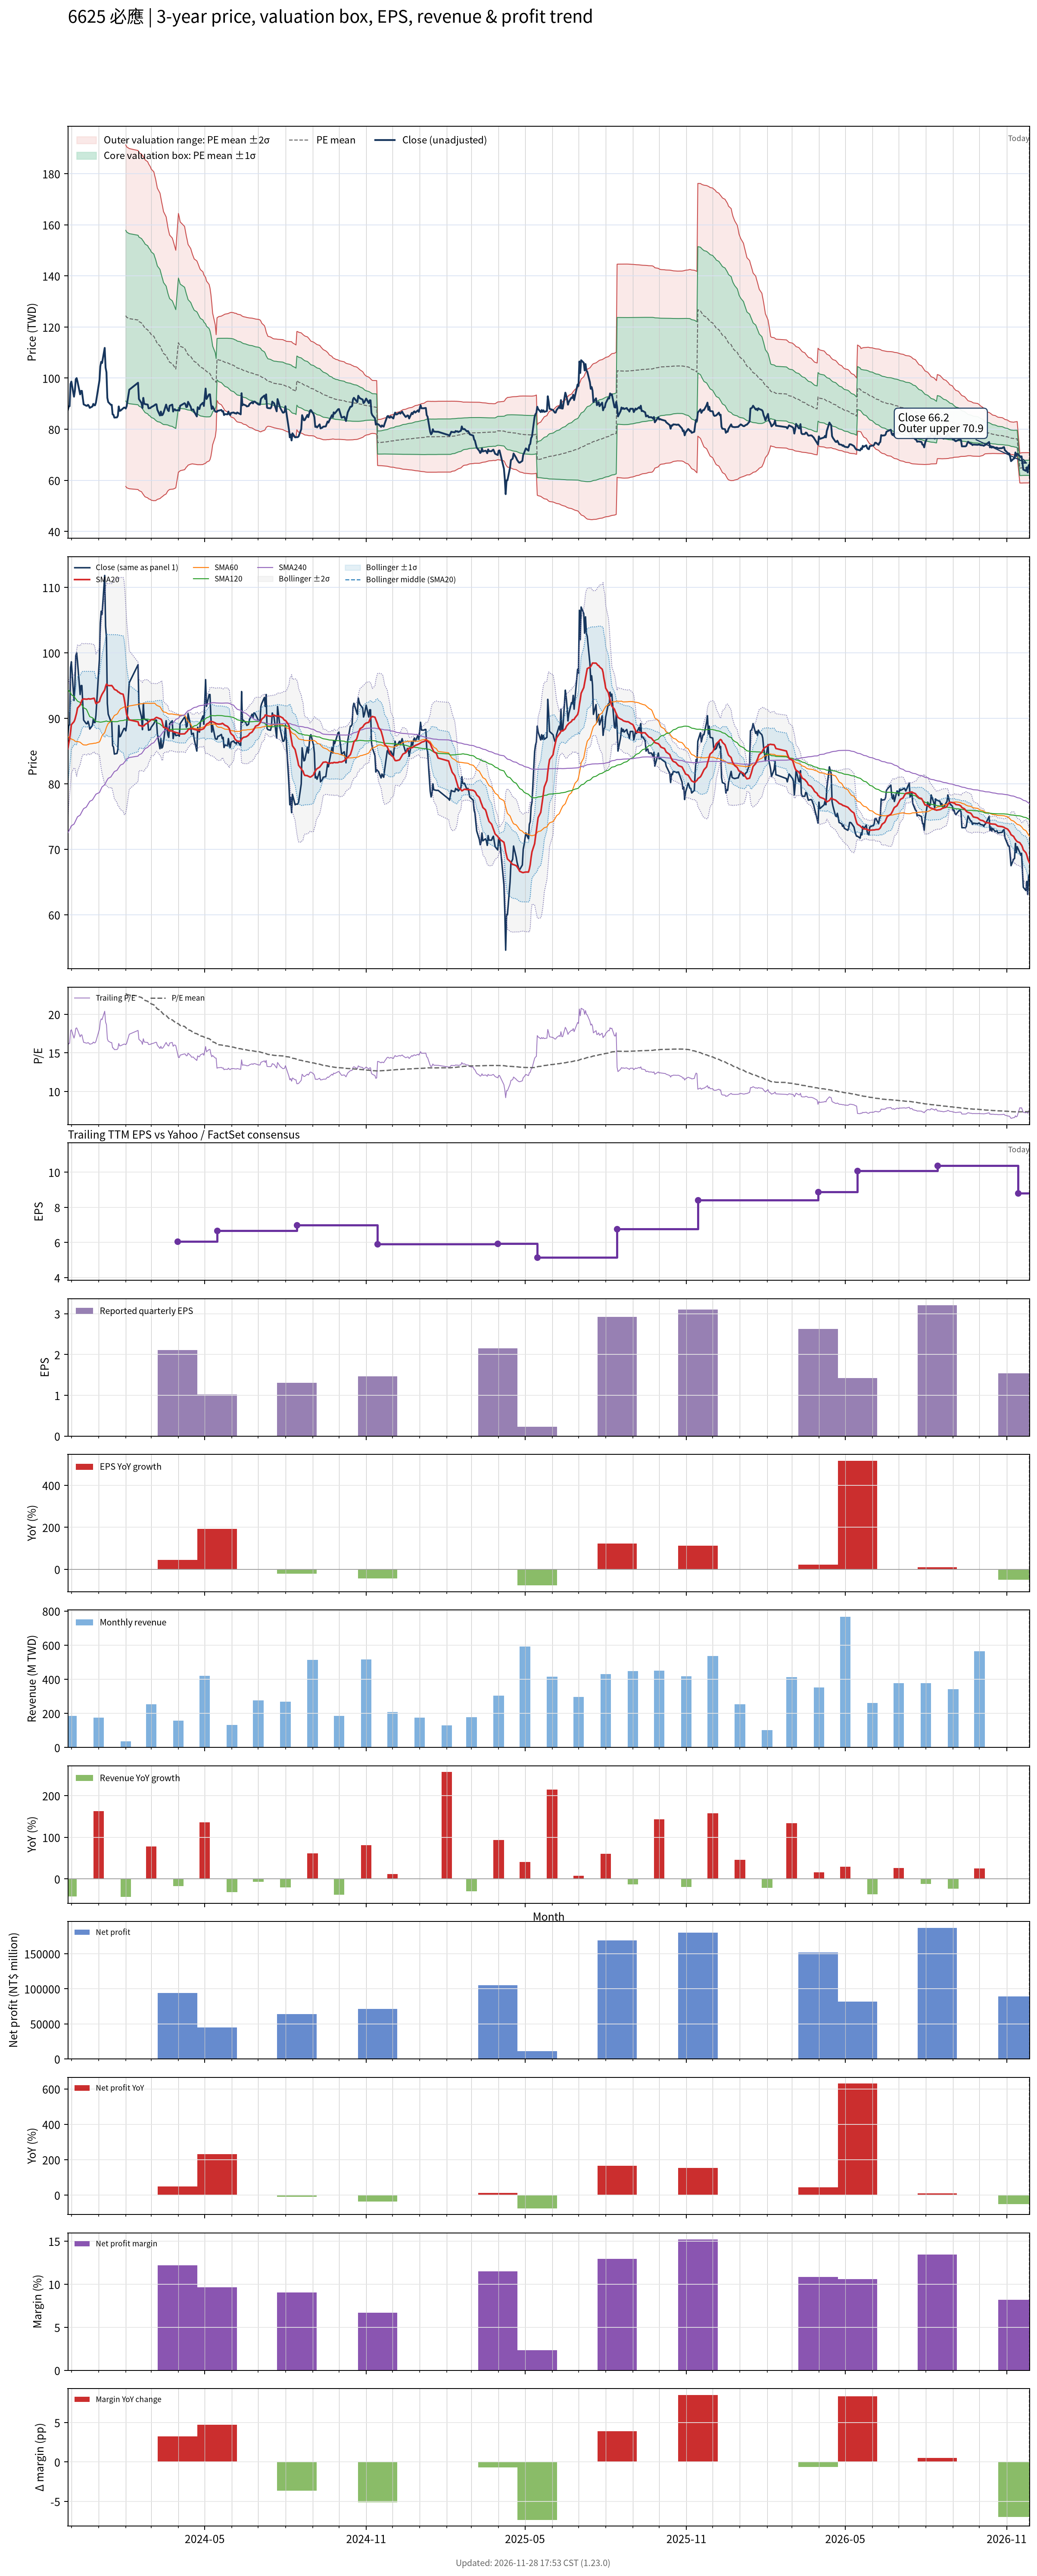 6625 必應 | 3-year price, valuation box, EPS, revenue & profit trend
Outer valuation range: PE mean ±2σ
Core valuation box: PE mean ±1σ
PE mean
Close (unadjusted)
Today
Price (TWD)
180
160
140
120
100
80
60
40
Close 66.2
Outer upper 70.9
Close (same as panel 1)
SMA20
SMA60
SMA120
SMA240
Bollinger ±2σ
Bollinger ±1σ
Bollinger middle (SMA20)
Price
110
100
90
80
70
60
Trailing P/E
P/E mean
P/E
20
15
10
Trailing TTM EPS vs Yahoo / FactSet consensus
Today
EPS
10
8
6
4
Reported quarterly EPS
EPS
3
2
1
0
EPS YoY growth
YoY (%)
400
200
0
Monthly revenue
Revenue (M TWD)
800
600
400
200
0
Revenue YoY growth
YoY (%)
200
100
0
Month
Net profit
Net profit (NT$ million)
150000
100000
50000
0
Net profit YoY
YoY (%)
600
400
200
0
Net profit margin
Margin (%)
15
10
5
0
Margin YoY change
Δ margin (pp)
5
0
-5
2024-05
2024-11
2025-05
2025-11
2026-05
2026-11
Updated: 2026-11-28 17:53 CST (1.23.0)